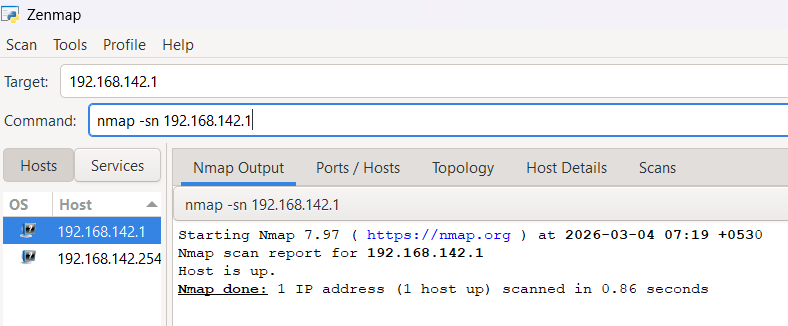 Zenmap
Scan Tools Profile Help
Target: 192.168.142.1
Command: nmap -sn 192.168.142.1
Hosts Services
OS Host
192.168.142.1
192.168.142.254
Nmap Output Ports / Hosts Topology Host Details Scans
nmap -sn 192.168.142.1
Starting Nmap 7.97 ( https://nmap.org ) at 2026-03-04 07:19 +0530
Nmap scan report for 192.168.142.1
Host is up.
Nmap done: 1 IP address (1 host up) scanned in 0.86 seconds